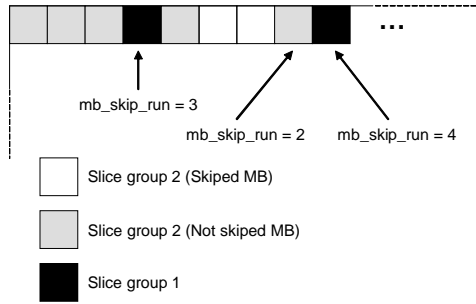 ...
mb_skip_run = 3
mb_skip_run = 2
mb_skip_run = 4
Slice group 2 (Skiped MB)
Slice group 2 (Not skiped MB)
Slice group 1